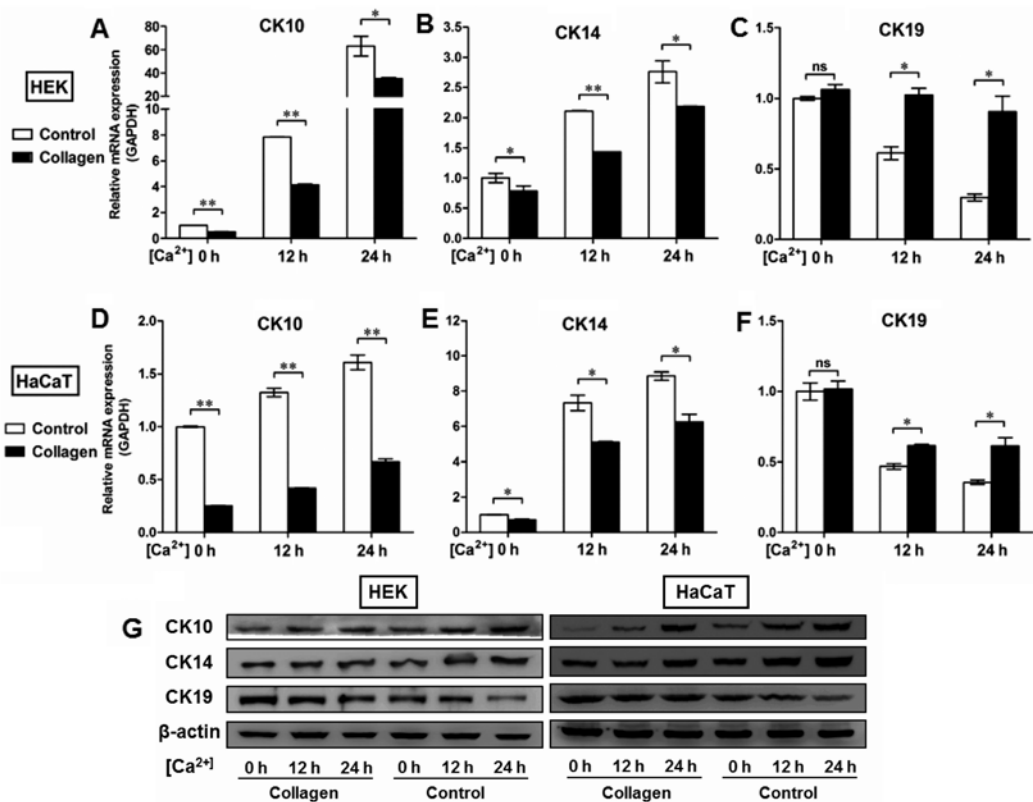 A
CK10
HEK
Control
Collagen
Relative mRNA expression
(GAPDH)
80
60
40
20
10
8
6
4
2
0
**
**
*
[Ca²⁺] 0 h 12 h 24 h
B
CK14
3.0
2.5
2.0
1.5
1.0
0.5
0.0
*
**
*
0 h 12 h 24 h
C
CK19
1.5
1.0
0.5
0.0
ns
*
*
0 h 12 h 24 h
D
CK10
HaCaT
Control
Collagen
Relative mRNA expression
(GAPDH)
2.0
1.5
1.0
0.5
0.0
**
**
**
[Ca²⁺] 0 h 12 h 24 h
E
CK14
12
10
8
6
4
2
0
*
*
*
0 h 12 h 24 h
F
CK19
1.5
1.0
0.5
0.0
ns
*
*
0 h 12 h 24 h
HEK HaCaT
G
CK10
CK14
CK19
β-actin
[Ca²⁺] 0 h 12 h 24 h 0 h 12 h 24 h 0 h 12 h 24 h 0 h 12 h 24 h
Collagen Control Collagen Control